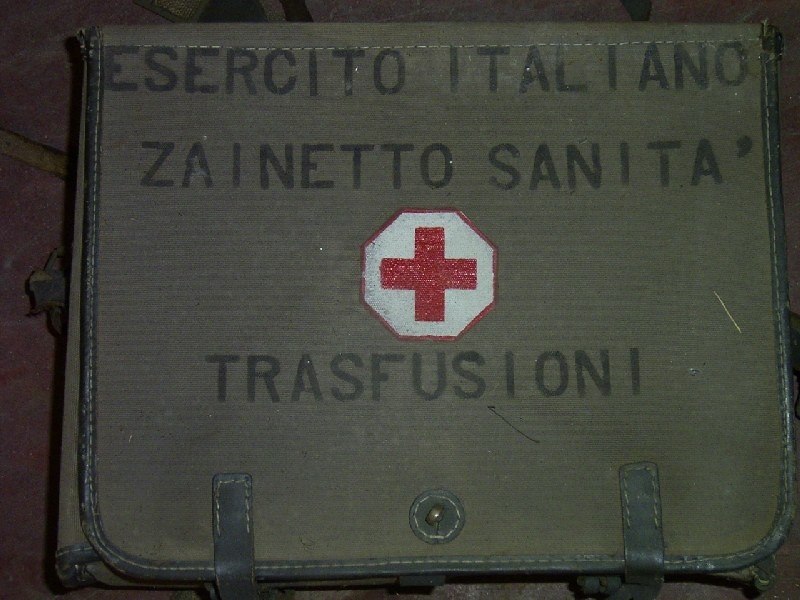 ESERCITO ITALIANO
ZAINETTO SANITA'
TRASFUSIONI